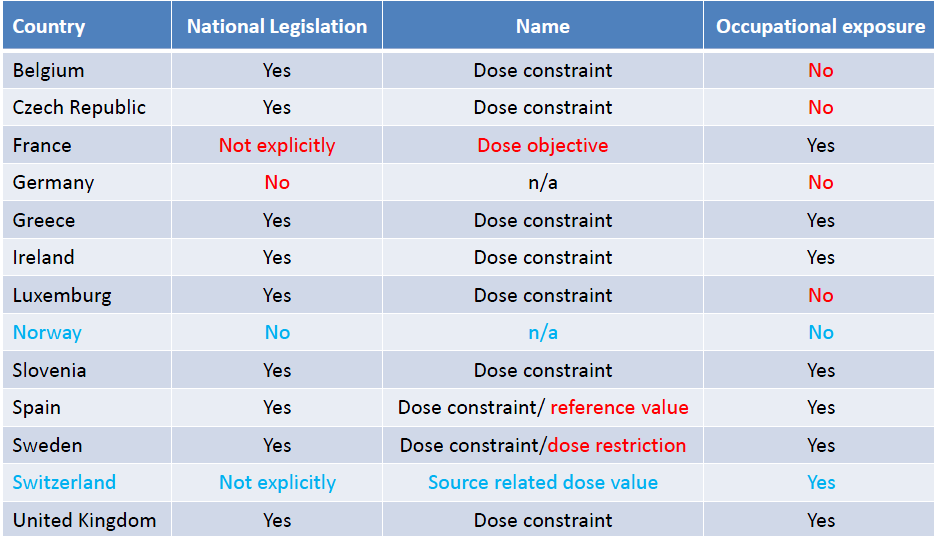 Country National Legislation Name Occupational exposure
Belgium Yes Dose constraint No
Czech Republic Yes Dose constraint No
France Not explicitly Dose objective Yes
Germany No n/a No
Greece Yes Dose constraint Yes
Ireland Yes Dose constraint Yes
Luxemburg Yes Dose constraint No
Norway No n/a No
Slovenia Yes Dose constraint Yes
Spain Yes Dose constraint/ reference value Yes
Sweden Yes Dose constraint/dose restriction Yes
Switzerland Not explicitly Source related dose value Yes
United Kingdom Yes Dose constraint Yes